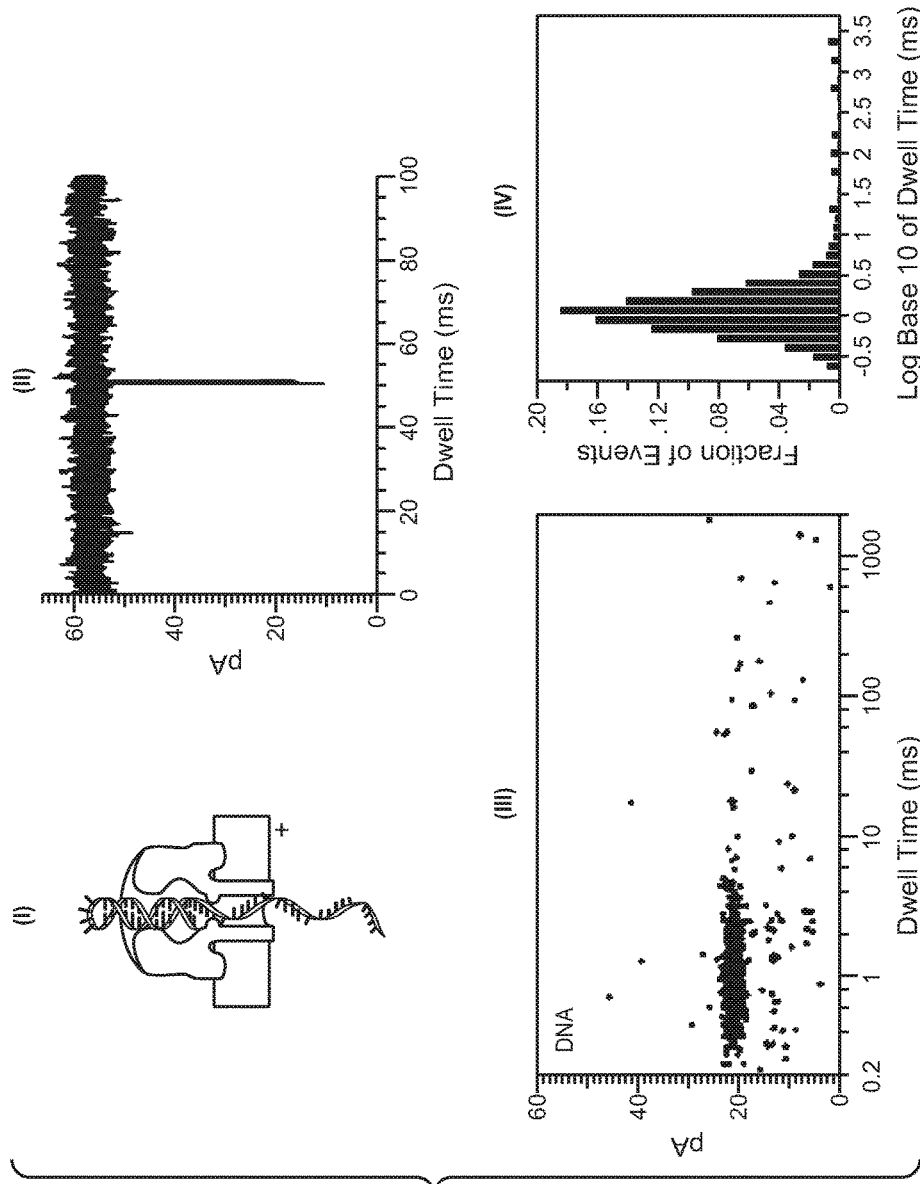 (I)
+
(II)
pA
60
40
20
0
0 20 40 60 80 100
Dwell Time (ms)
(III)
DNA
pA
60
40
20
0
0.2 1 10 100 1000
Dwell Time (ms)
(IV)
Fraction of Events
.20
.16
.12
.08
.04
0
−0.5 0 0.5 1 1.5 2 2.5 3 3.5
Log Base 10 of Dwell Time (ms)